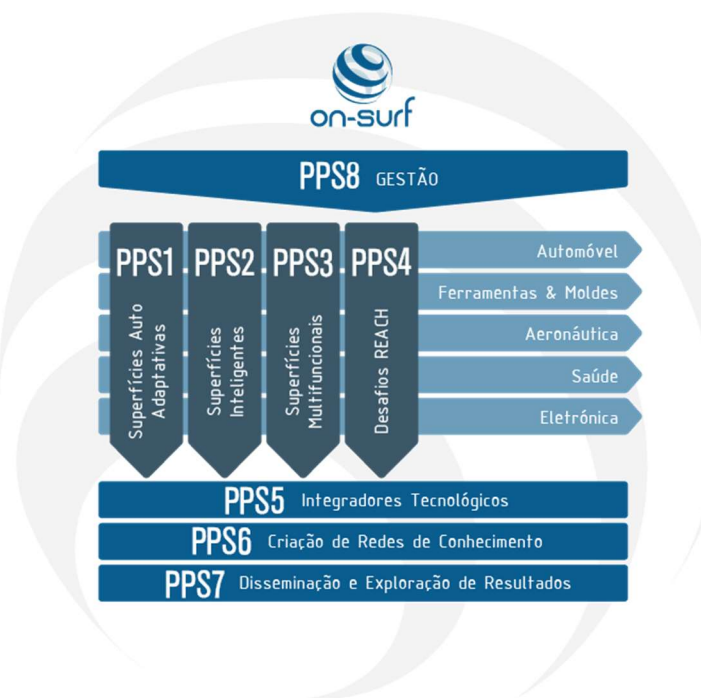 on-surf
PPS8 GESTÃO
PPS1 PPS2 PPS3 PPS4
Superfícies Auto
Adaptativas
Superfícies
Inteligentes
Superfícies
Multifuncionais
Desafios REACH
Automóvel
Ferramentas & Moldes
Aeronáutica
Saúde
Eletrónica
PPS5 Integradores Tecnológicos
PPS6 Criação de Redes de Conhecimento
PPS7 Disseminação e Exploração de Resultados